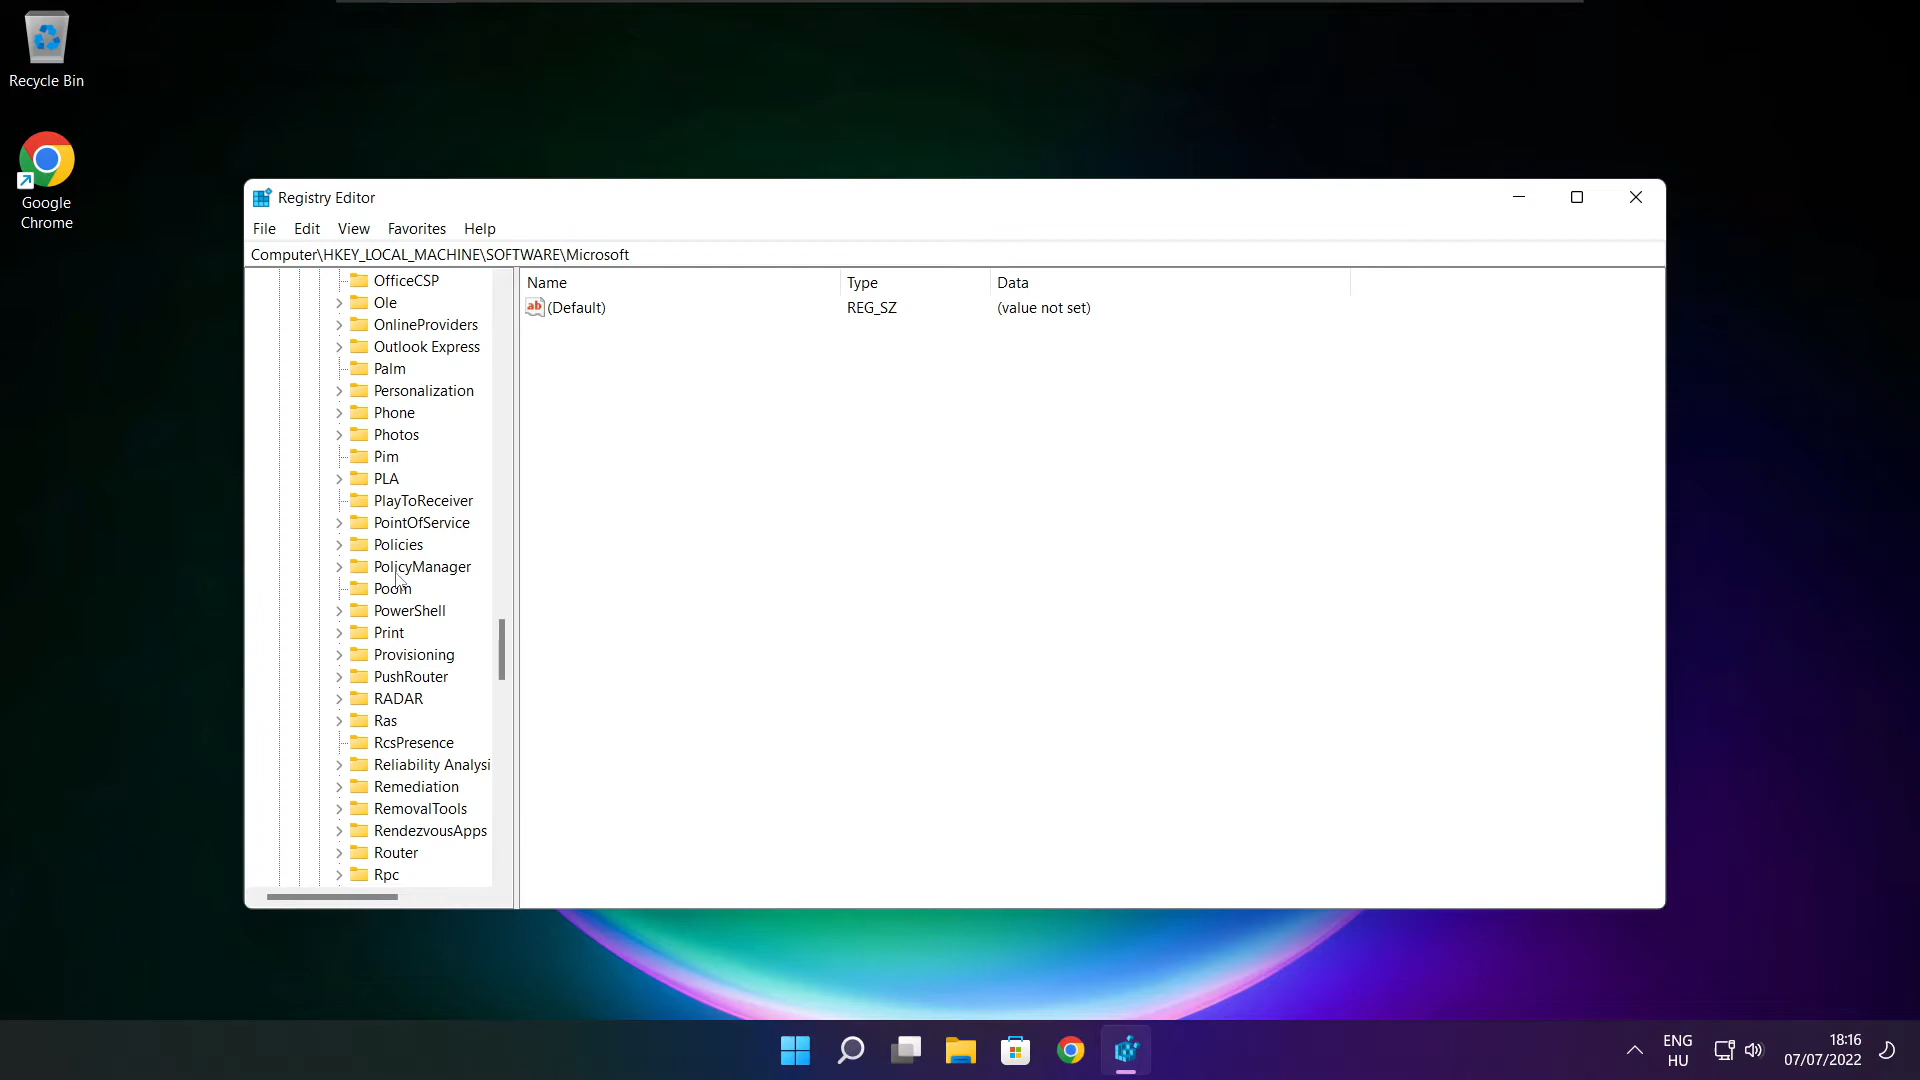 Recycle Bin
Google
Chrome
Registry Editor
File Edit View Favorites Help
Computer\HKEY_LOCAL_MACHINE\SOFTWARE\Microsoft
OfficeCSP
Ole
OnlineProviders
Outlook Express
Palm
Personalization
Phone
Photos
Pim
PLA
PlayToReceiver
PointOfService
Policies
PolicyManager
Poom
PowerShell
Print
Provisioning
PushRouter
RADAR
Ras
RcsPresence
Reliability Analysi
Remediation
RemovalTools
RendezvousApps
Router
Rpc
Name Type Data
ab (Default) REG_SZ (value not set)
ENG
HU
18:16
07/07/2022